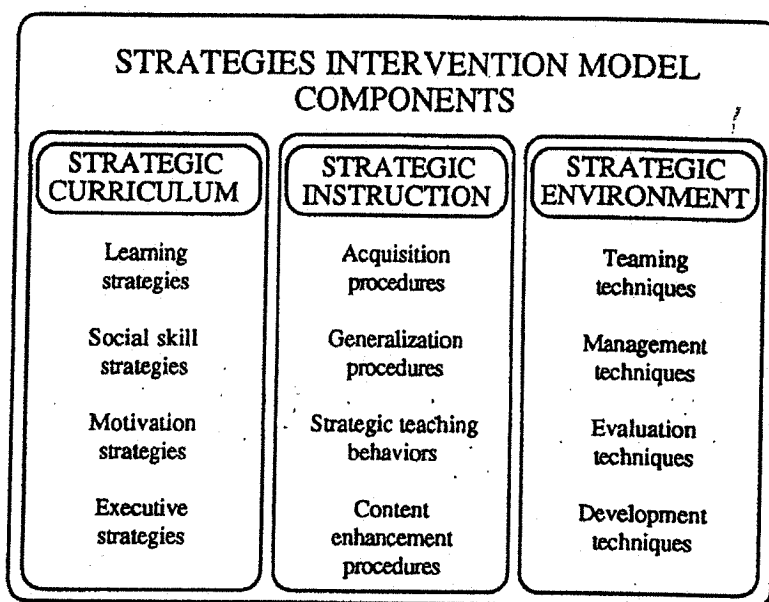 STRATEGIES INTERVENTION MODEL
COMPONENTS
STRATEGIC
CURRICULUM
Learning
strategies
Social skill
strategies
Motivation
strategies
Executive
strategies
STRATEGIC
INSTRUCTION
Acquisition
procedures
Generalization
procedures
Strategic teaching
behaviors
Content
enhancement
procedures
STRATEGIC
ENVIRONMENT
Teaming
techniques
Management
techniques
Evaluation
techniques
Development
techniques